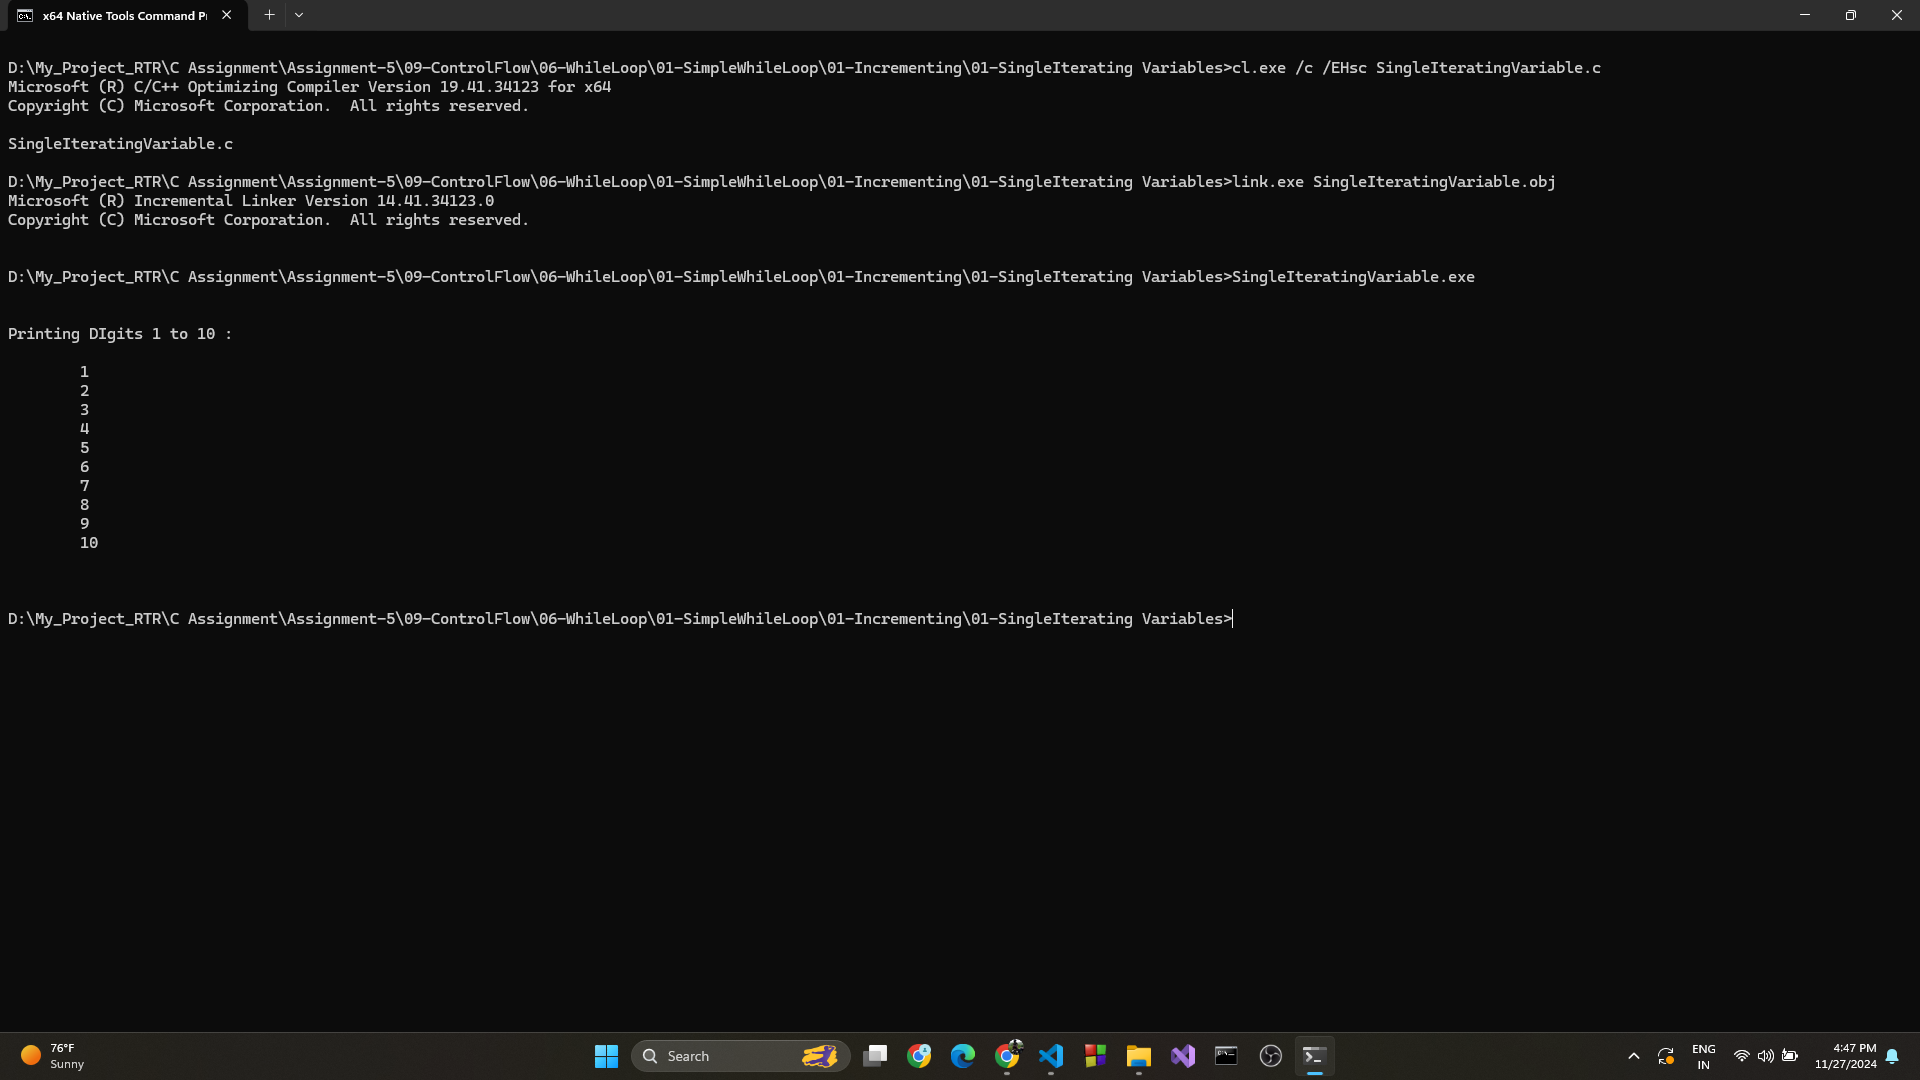 x64 Native Tools Command P
D:\My_Project_RTR\C Assignment\Assignment-5\09-ControlFlow\06-WhileLoop\01-SimpleWhileLoop\01-Incrementing\01-SingleIterating Variables>cl.exe /c /EHsc SingleIteratingVariable.c
Microsoft (R) C/C++ Optimizing Compiler Version 19.41.34123 for x64
Copyright (C) Microsoft Corporation.  All rights reserved.
SingleIteratingVariable.c
D:\My_Project_RTR\C Assignment\Assignment-5\09-ControlFlow\06-WhileLoop\01-SimpleWhileLoop\01-Incrementing\01-SingleIterating Variables>link.exe SingleIteratingVariable.obj
Microsoft (R) Incremental Linker Version 14.41.34123.0
Copyright (C) Microsoft Corporation.  All rights reserved.
D:\My_Project_RTR\C Assignment\Assignment-5\09-ControlFlow\06-WhileLoop\01-SimpleWhileLoop\01-Incrementing\01-SingleIterating Variables>SingleIteratingVariable.exe
Printing DIgits 1 to 10 :
1
2
3
4
5
6
7
8
9
10
D:\My_Project_RTR\C Assignment\Assignment-5\09-ControlFlow\06-WhileLoop\01-SimpleWhileLoop\01-Incrementing\01-SingleIterating Variables>
76°F
Sunny
Search
ENG
IN
4:47 PM
11/27/2024